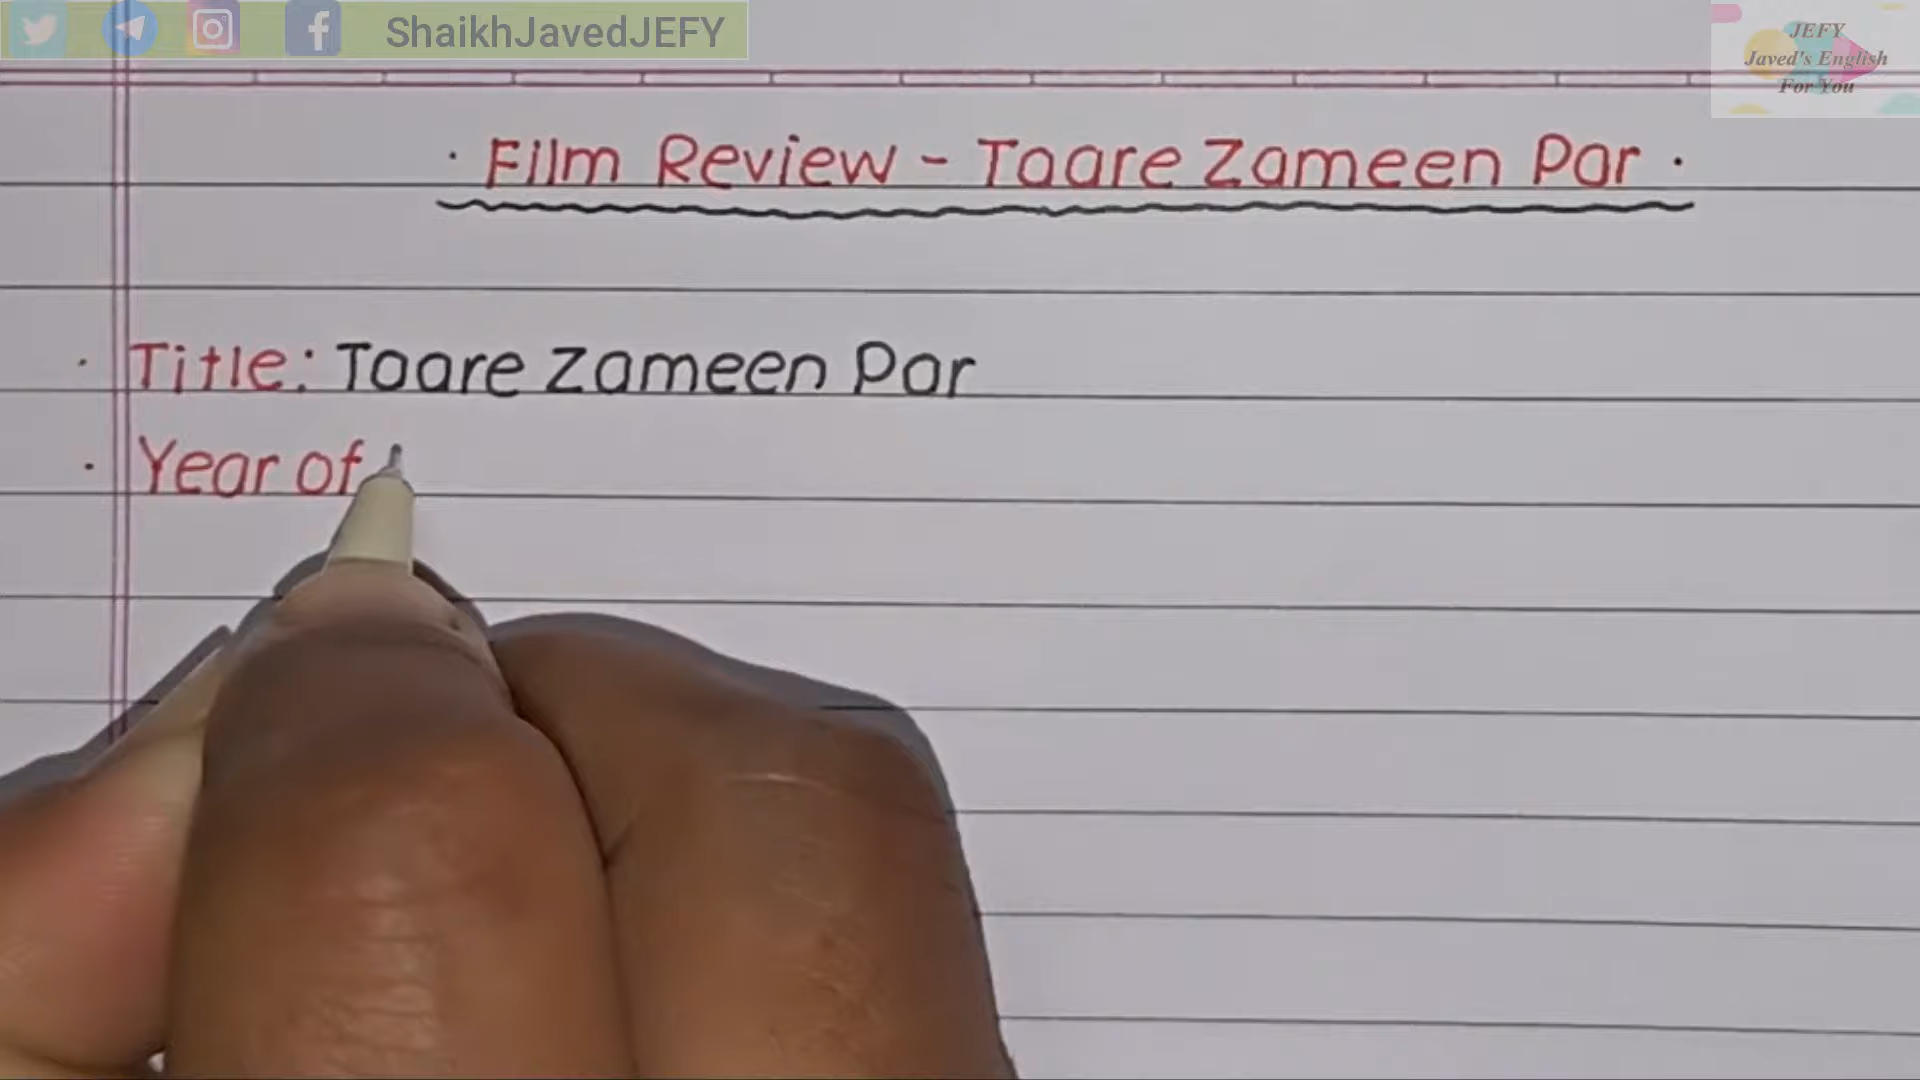 ShaikhJavedJEFY
JEFY
Javed's English
For You
Film Review - Taare Zameen Par
Title: Taare Zameen Par
Year of